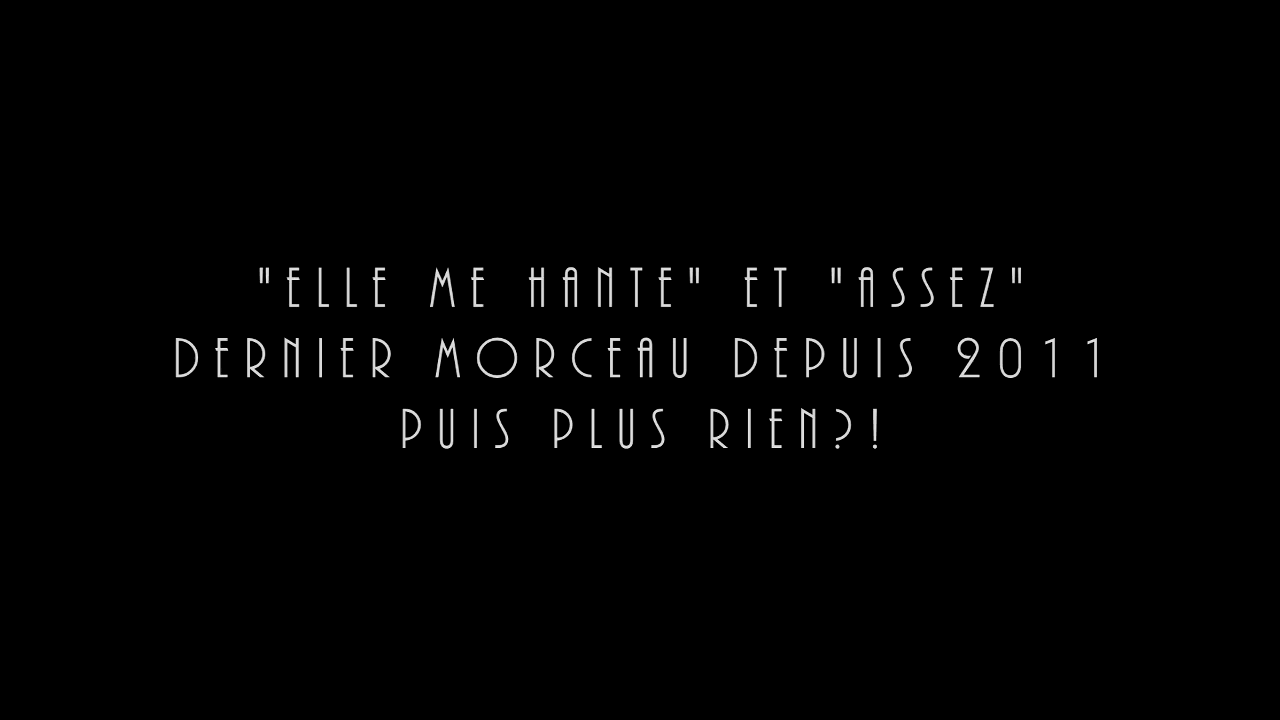 "ELLE ME HANTE" ET "ASSEZ"
DERNIER MORCEAU DEPUIS 2011
PUIS PLUS RIEN?!